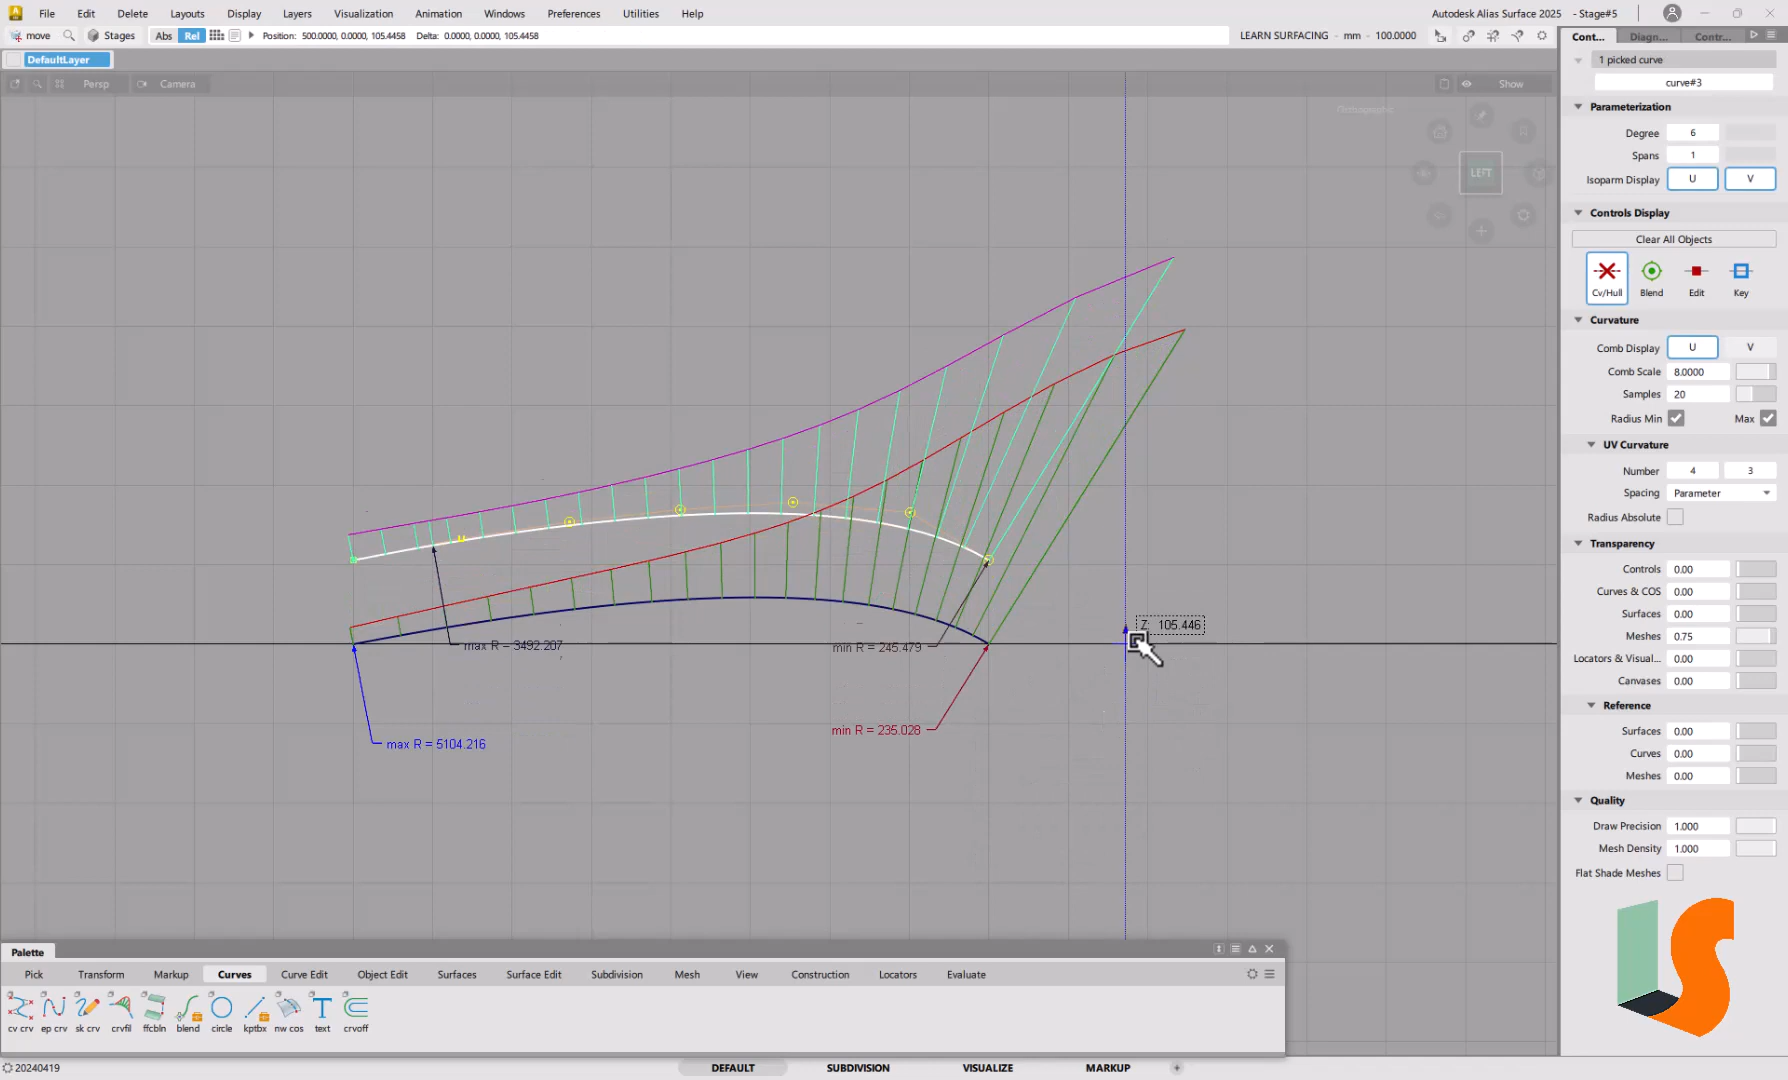 File Edit Delete Layouts Display Layers Visualization Animation Windows Preferences Utilities Help
Autodesk Alias Surface 2025 - Stage#5
move Stages Abs Rel Position: 500.0000, 0.0000, 105.4458 Delta: 0.0000, 0.0000, 105.4458
LEARN SURFACING - mm - 100.0000
DefaultLayer
Persp Camera
Show
Orthographic
LEFT
Z: 105.446
max R = 3492.207
min R = 245.479
min R = 235.028
max R = 5104.216
Cont... Diagn... Contr...
1 picked curve
curve#3
Parameterization
Degree 6
Spans 1
Isoparm Display U V
Controls Display
Clear All Objects
Cv/Hull Blend Edit Key
Curvature
Comb Display U V
Comb Scale 8.0000
Samples 20
Radius Min Max
UV Curvature
Number 4 3
Spacing Parameter
Radius Absolute
Transparency
Controls 0.00
Curves & COS 0.00
Surfaces 0.00
Meshes 0.75
Locators & Visual... 0.00
Canvases 0.00
Reference
Surfaces 0.00
Curves 0.00
Meshes 0.00
Quality
Draw Precision 1.000
Mesh Density 1.000
Flat Shade Meshes
Palette
Pick Transform Markup Curves Curve Edit Object Edit Surfaces Surface Edit Subdivision Mesh View Construction Locators Evaluate
cv crv ep crv sk crv crvfil ffcbln blend circle kptbx nw cos text crvoff
20240419
DEFAULT SUBDIVISION VISUALIZE MARKUP +